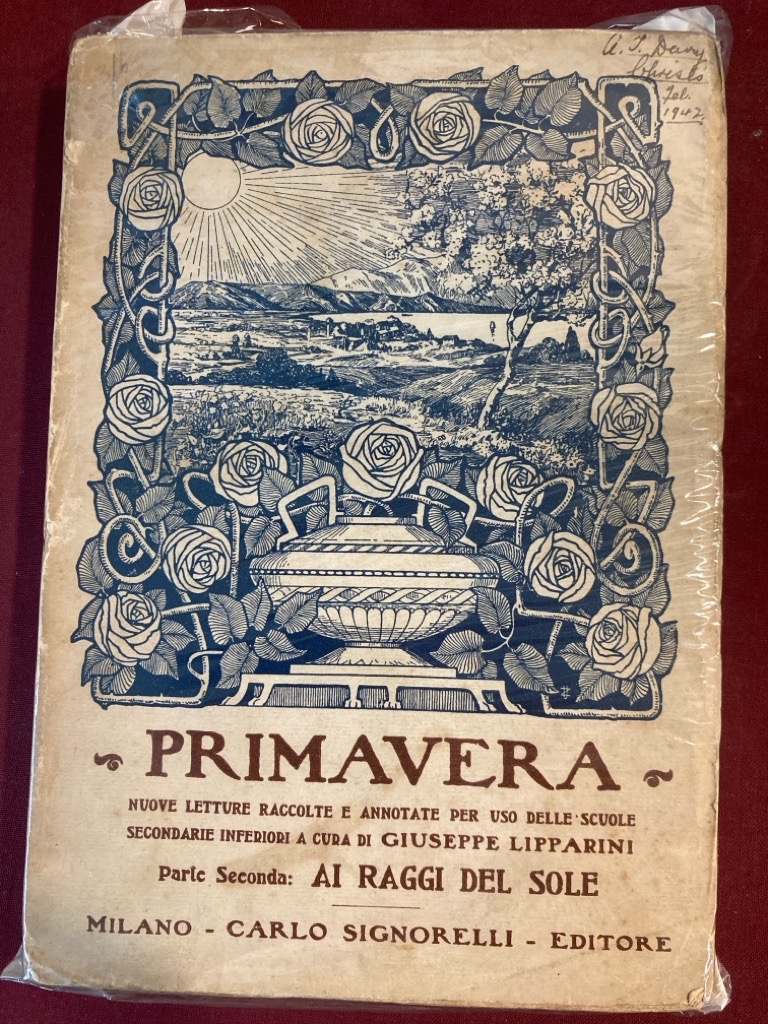 Feb.
1942.
PRIMAVERA
NUOVE LETTURE RACCOLTE E ANNOTATE PER USO DELLE SCUOLE
SECONDARIE INFERIORI A CURA DI GIUSEPPE LIPPARINI
Parte Seconda: AI RAGGI DEL SOLE
MILANO - CARLO SIGNORELLI - EDITORE